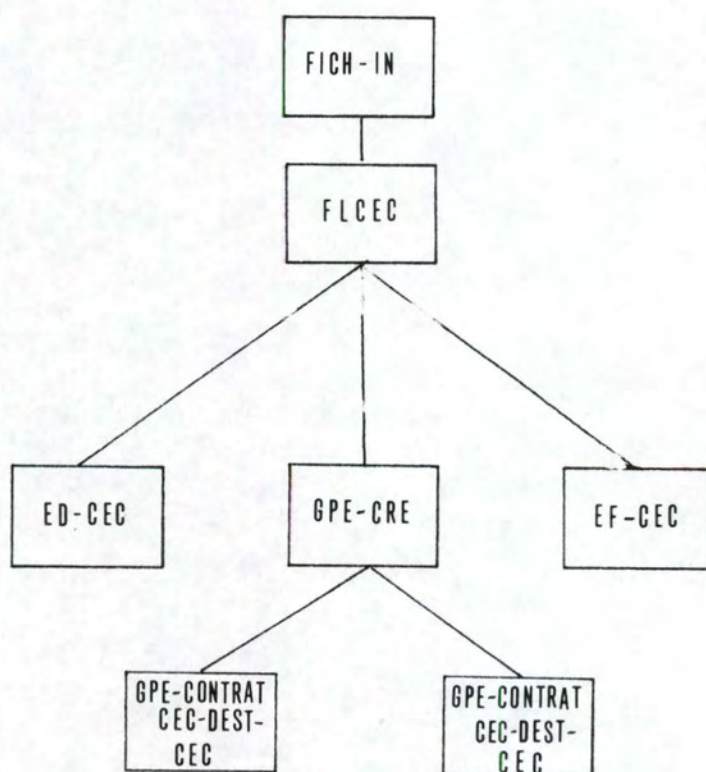 FICH-IN
FLCEC
ED-CEC
GPE-CRE
EF-CEC
GPE-CONTRAT
CEC-DEST-
CEC
GPE-CONTRAT
CEC-DEST-
CEC